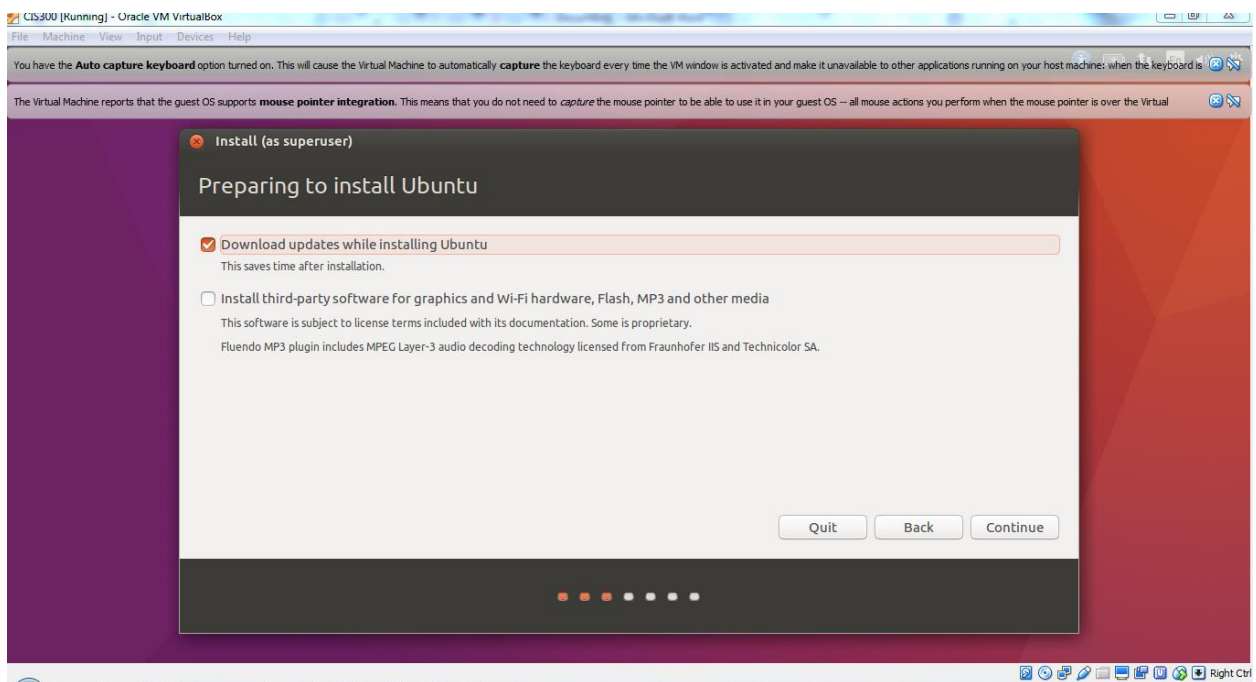 CIS300 [Running] - Oracle VM VirtualBox
File Machine View Input Devices Help
You have the Auto capture keyboard option turned on. This will cause the Virtual Machine to automatically capture the keyboard every time the VM window is activated and make it unavailable to other applications running on your host machine: when the keyboard is
The Virtual Machine reports that the guest OS supports mouse pointer integration. This means that you do not need to capture the mouse pointer to be able to use it in your guest OS -- all mouse actions you perform when the mouse pointer is over the Virtual
Install (as superuser)
Preparing to install Ubuntu
Download updates while installing Ubuntu
This saves time after installation.
Install third-party software for graphics and Wi-Fi hardware, Flash, MP3 and other media
This software is subject to license terms included with its documentation. Some is proprietary.
Fluendo MP3 plugin includes MPEG Layer-3 audio decoding technology licensed from Fraunhofer IIS and Technicolor SA.
Quit Back Continue
Right Ctrl